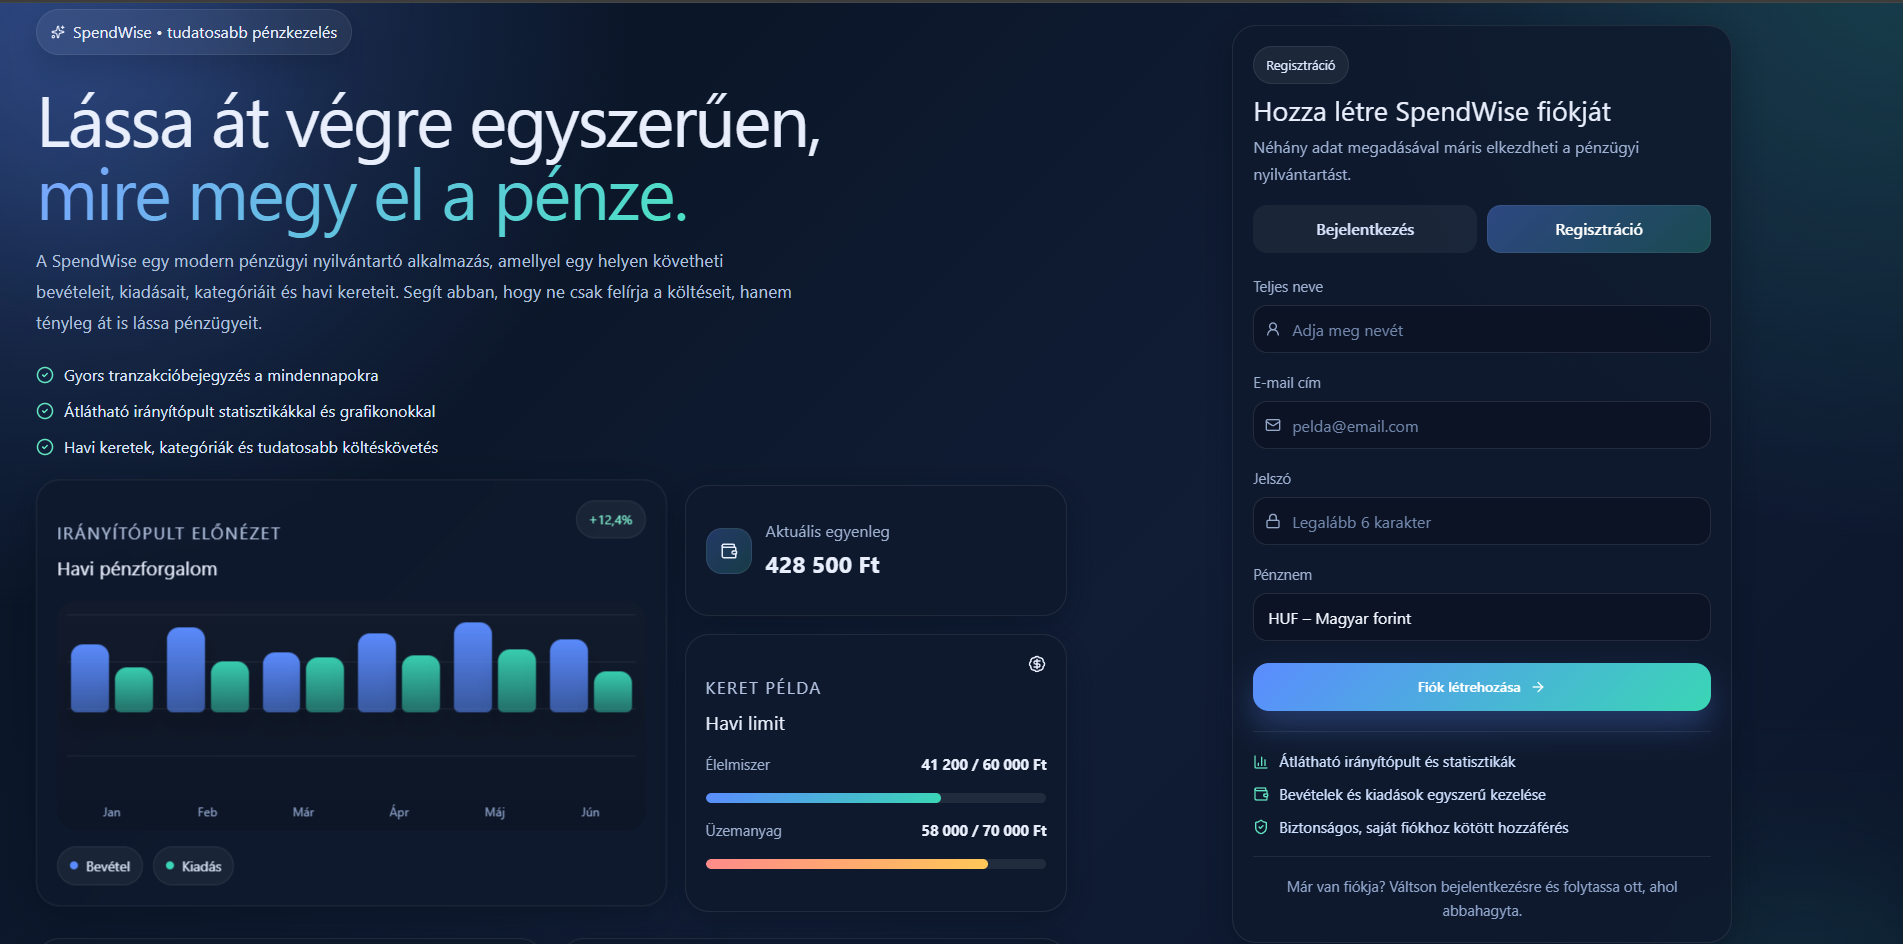 SpendWise • tudatosabb pénzkezelés
Lássa át végre egyszerűen,
mire megy el a pénze.
A SpendWise egy modern pénzügyi nyilvántartó alkalmazás, amellyel egy helyen követheti
bevételeit, kiadásait, kategóriáit és havi kereteit. Segít abban, hogy ne csak felírja a költéseit, hanem
tényleg át is lássa pénzügyeit.
Gyors tranzakcióbejegyzés a mindennapokra
Átlátható irányítópult statisztikákkal és grafikonokkal
Havi keretek, kategóriák és tudatosabb költéskövetés
IRÁNYÍTÓPULT ELŐNÉZET
+12,4%
Havi pénzforgalom
Jan Feb Már Ápr Máj Jún
Bevétel Kiadás
Aktuális egyenleg
428 500 Ft
KERET PÉLDA
Havi limit
Élelmiszer 41 200 / 60 000 Ft
Üzemanyag 58 000 / 70 000 Ft
Regisztráció
Hozza létre SpendWise fiókját
Néhány adat megadásával máris elkezdheti a pénzügyi
nyilvántartást.
Bejelentkezés Regisztráció
Teljes neve
Adja meg nevét
E-mail cím
pelda@email.com
Jelszó
Legalább 6 karakter
Pénznem
HUF – Magyar forint
Fiók létrehozása →
Átlátható irányítópult és statisztikák
Bevételek és kiadások egyszerű kezelése
Biztonságos, saját fiókhoz kötött hozzáférés
Már van fiókja? Váltson bejelentkezésre és folytassa ott, ahol
abbahagyta.